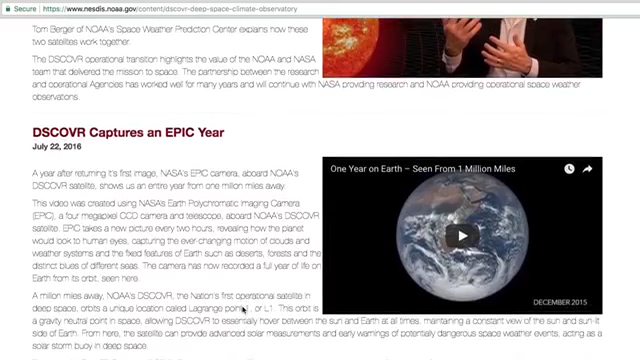 Secure https://www.nesdis.noaa.gov/content/dscovr-deep-space-climate-observatory
Tom Berger of NOAA's Space Weather Prediction Center explains how these
two satellites work together.
The DSCOVR operational transition highlights the value of the NOAA and NASA
team that delivered the mission to space. The partnership between the research
and operational Agencies has worked well for many years and will continue with NASA providing research and NOAA providing operational space weather
observations.
DSCOVR Captures an EPIC Year
July 22, 2016
A year after returning it's first image, NASA's EPIC camera, aboard NOAA's
DSCOVR satellite, shows us an entire year from one million miles away.
This video was created using NASA's Earth Polychromatic Imaging Camera
(EPIC), a four megapixel CCD camera and telescope, aboard NOAA's DSCOVR
satellite. EPIC takes a new picture every two hours, revealing how the planet
would look to human eyes, capturing the ever-changing motion of clouds and
weather systems and the fixed features of Earth such as deserts, forests and the
distinct blues of different seas. The camera has now recorded a full year of life on
Earth from its orbit, seen here.
One Year on Earth – Seen From 1 Million Miles
DECEMBER 2015
A million miles away, NOAA's DSCOVR, the Nation's first operational satellite in
deep space, orbits a unique location called Lagrange point 1, or L1. This orbit is
a gravity neutral point in space, allowing DSCOVR to essentially hover between the sun and Earth at all times, maintaining a constant view of the sun and sun-lit
side of Earth. From here, the satellite can provide advanced solar measurements and early warnings of potentially dangerous space weather events, acting as a
solar storm buoy in deep space.